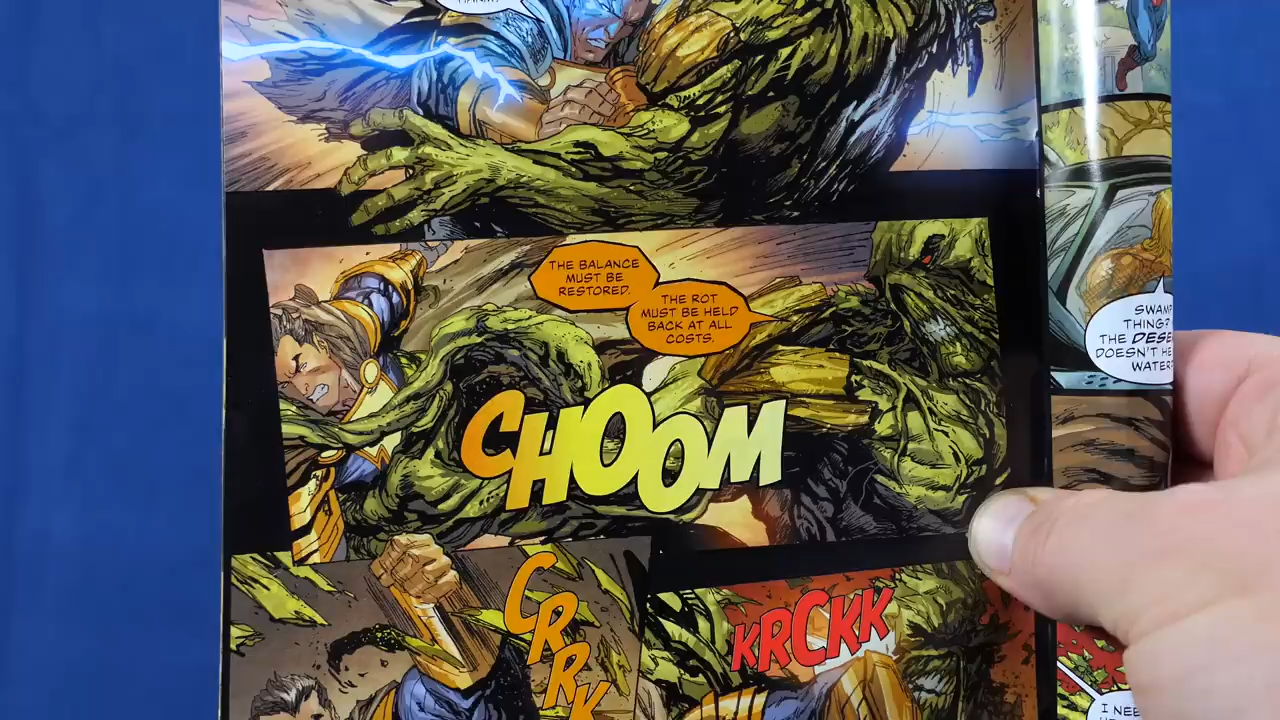 THE BALANCE
MUST BE
RESTORED.
THE ROT
MUST BE HELD
BACK AT ALL
COSTS.
CHOOM
CRRK
KRCKK
SWAMP
THING?
THE
DOESN'T
I